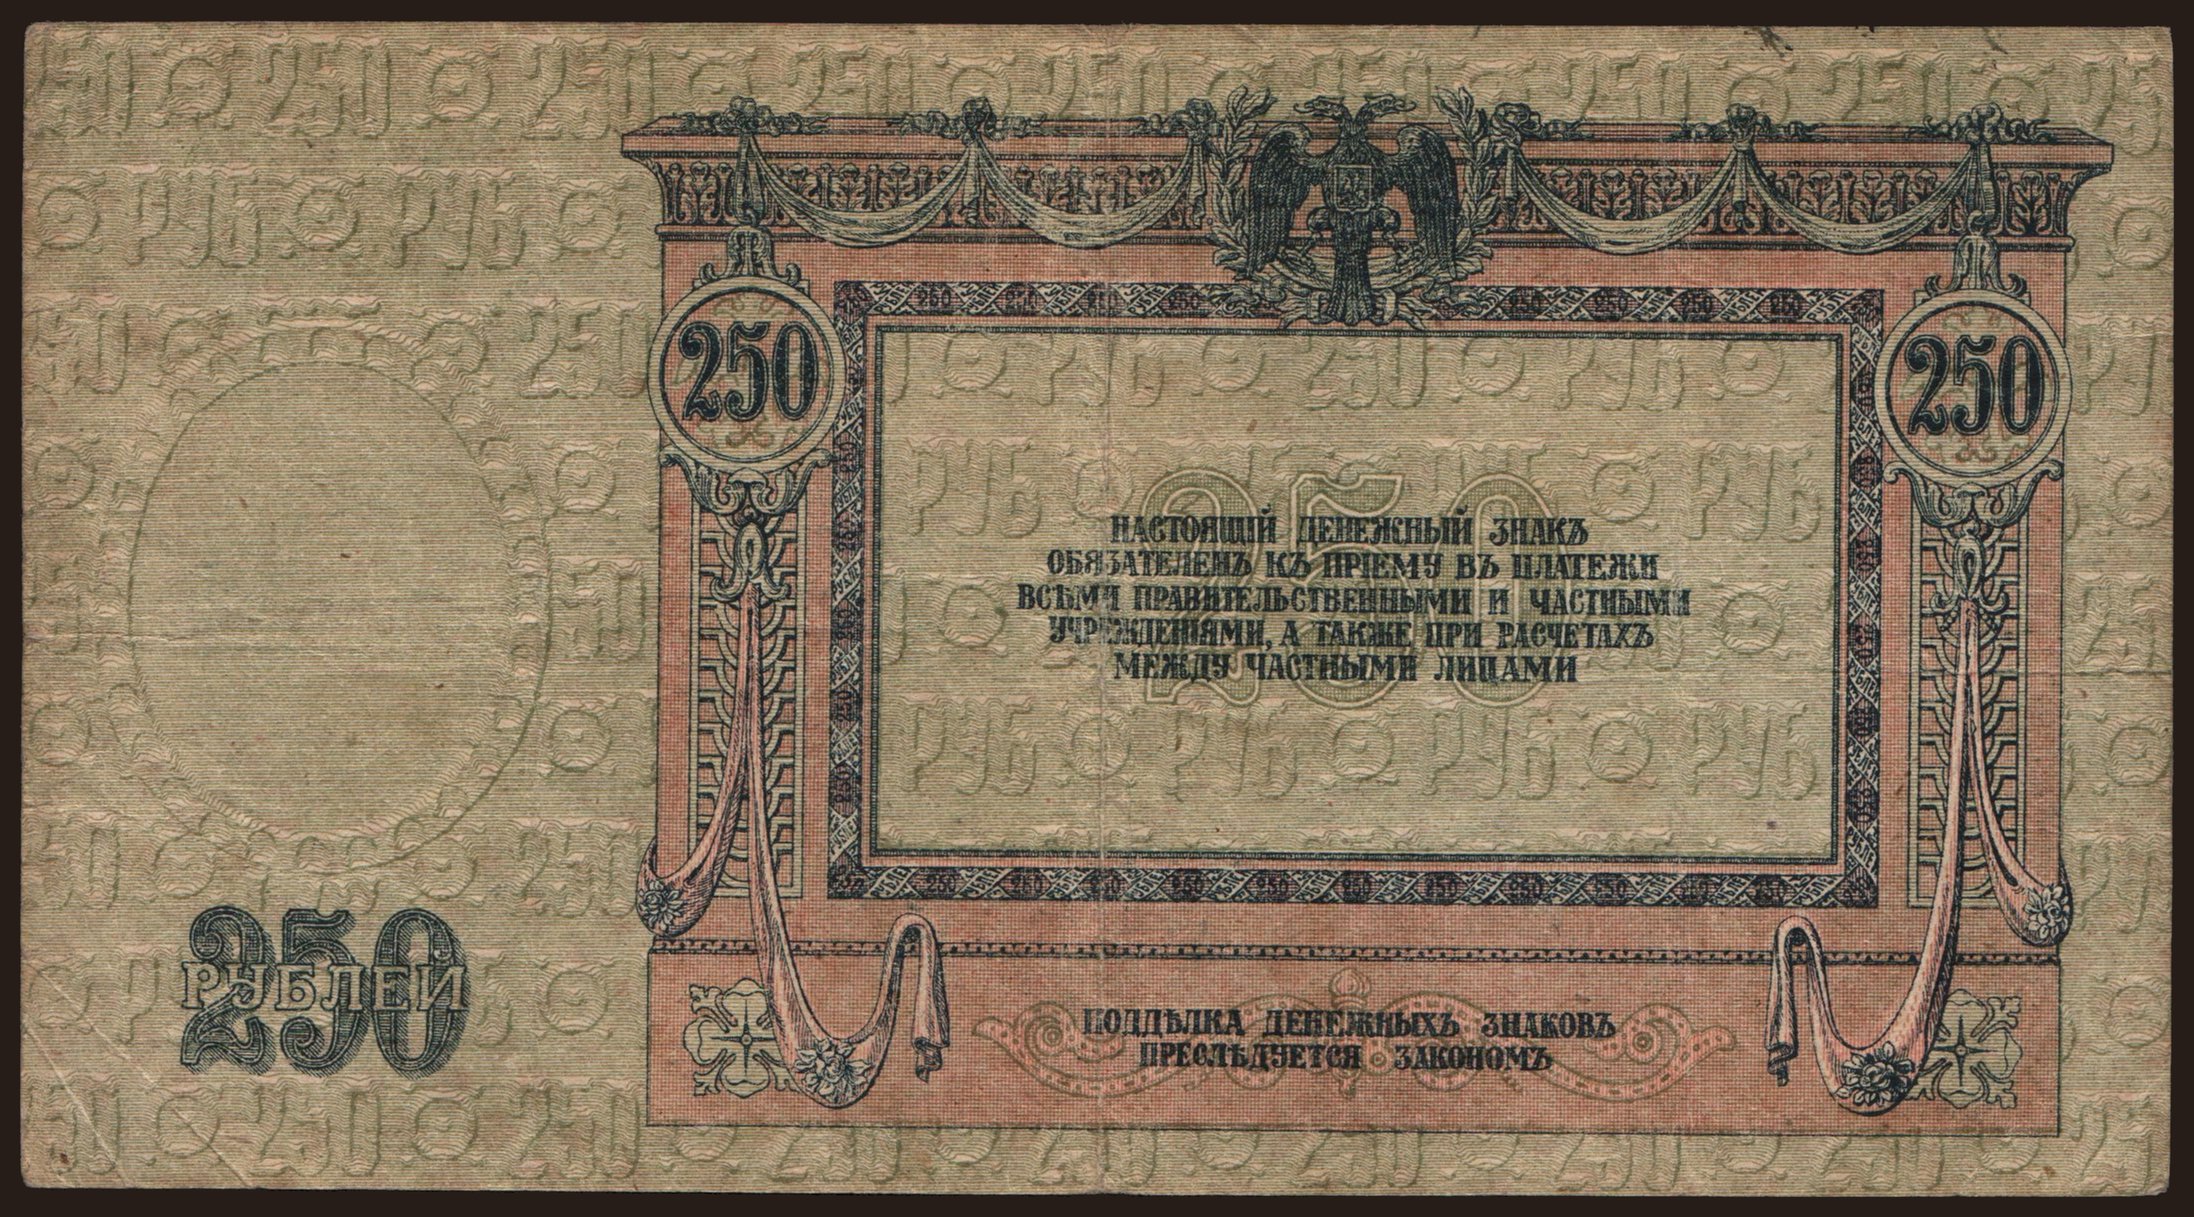 250
250
НАСТОЯЩІЙ ДЕНЕЖНЫЙ ЗНАКЪ
ОБЯЗАТЕЛЕНЪ КЪ ПРІЕМУ ВЪ ПЛАТЕЖИ
ВСѢМИ ПРАВИТЕЛЬСТВЕННЫМИ И ЧАСТНЫМИ
УЧРЕЖДЕНІЯМИ, А ТАКЖЕ ПРИ РАСЧЕТАХЪ
МЕЖДУ ЧАСТНЫМИ ЛИЦАМИ
250
250
РУБЛЕЙ
ПОДДѢЛКА ДЕНЕЖНЫХЪ ЗНАКОВЪ
ПРЕСЛѢДУЕТСЯ ЗАКОНОМЪ